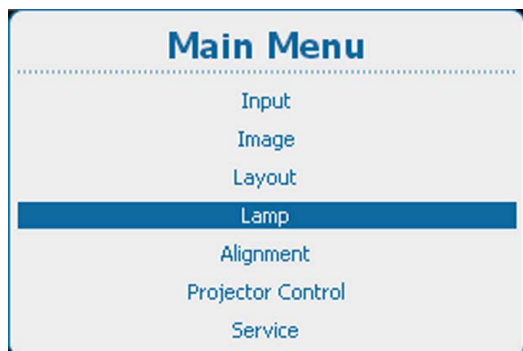 Main Menu
Input
Image
Layout
Lamp
Alignment
Projector Control
Service